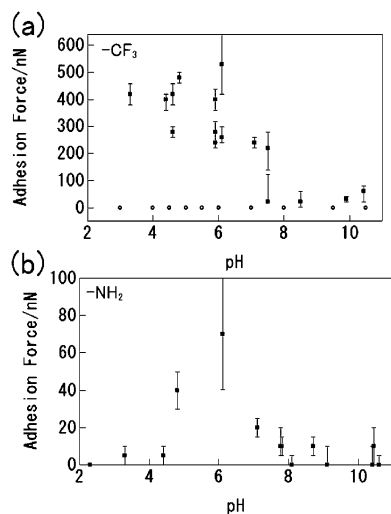 (a)
-CF₃
Adhesion Force/nN
600
500
400
300
200
100
0
2 4 6 8 10
pH
(b)
-NH₂
Adhesion Force/nN
100
80
60
40
20
0
2 4 6 8 10
pH